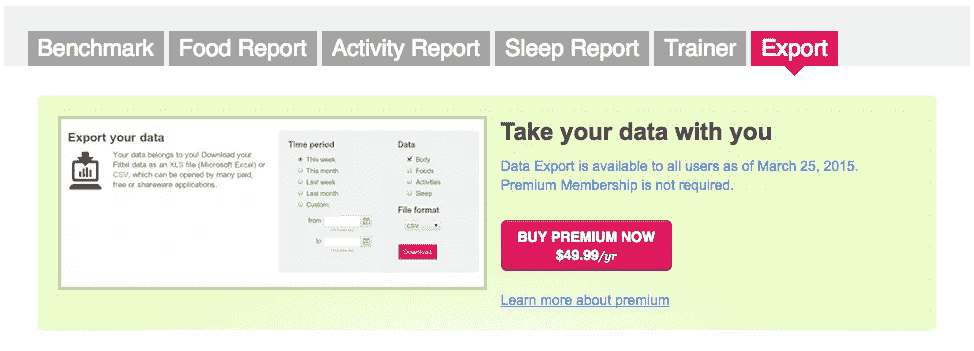 Benchmark
Food Report
Activity Report
Sleep Report
Trainer
Export
Export your data
Your data belongs to you! Download your
Fitbit data as an XLS file (Microsoft Excel) or
CSV, which can be opened by many paid,
free or shareware applications.
Time period
This week
This month
Last week
Last month
Custom:
from
to
Data
Body
Foods
Activities
Sleep
File format
CSV
Download
Take your data with you
Data Export is available to all users as of March 25, 2015.
Premium Membership is not required.
BUY PREMIUM NOW
$49.99/yr
Learn more about premium